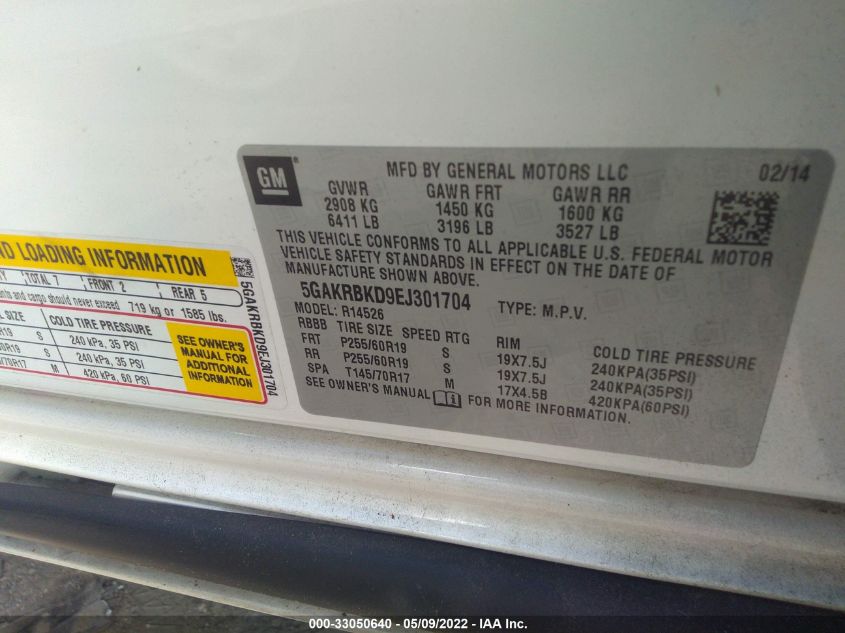 GM
MFD BY GENERAL MOTORS LLC 02/14
GVWR GAWR FRT GAWR RR
2908 KG 1450 KG 1600 KG
6411 LB 3196 LB 3527 LB
THIS VEHICLE CONFORMS TO ALL APPLICABLE U.S. FEDERAL MOTOR
VEHICLE SAFETY STANDARDS IN EFFECT ON THE DATE OF
MANUFACTURE SHOWN ABOVE.
5GAKRBKD9EJ301704 TYPE: M.P.V.
MODEL: R14526
RBBB TIRE SIZE SPEED RTG RIM COLD TIRE PRESSURE
FRT P255/60R19 S 19X7.5J 240KPA(35PSI)
RR P255/60R19 S 19X7.5J 240KPA(35PSI)
SPA T145/70R17 M 17X4.5B 420KPA(60PSI)
SEE OWNER'S MANUAL FOR MORE INFORMATION.
LOADING INFORMATION
TOTAL 7 FRONT 2 REAR 5
and cargo should never exceed 719 kg or 1585 lbs.
SIZE COLD TIRE PRESSURE
S 240 kPa, 35 PSI
S 240 kPa, 35 PSI
M 420 kPa, 60 PSI
SEE OWNER'S
MANUAL FOR
ADDITIONAL
INFORMATION
5GAKRBKD9EJ301704
000-33050640 - 05/09/2022 - IAA Inc.